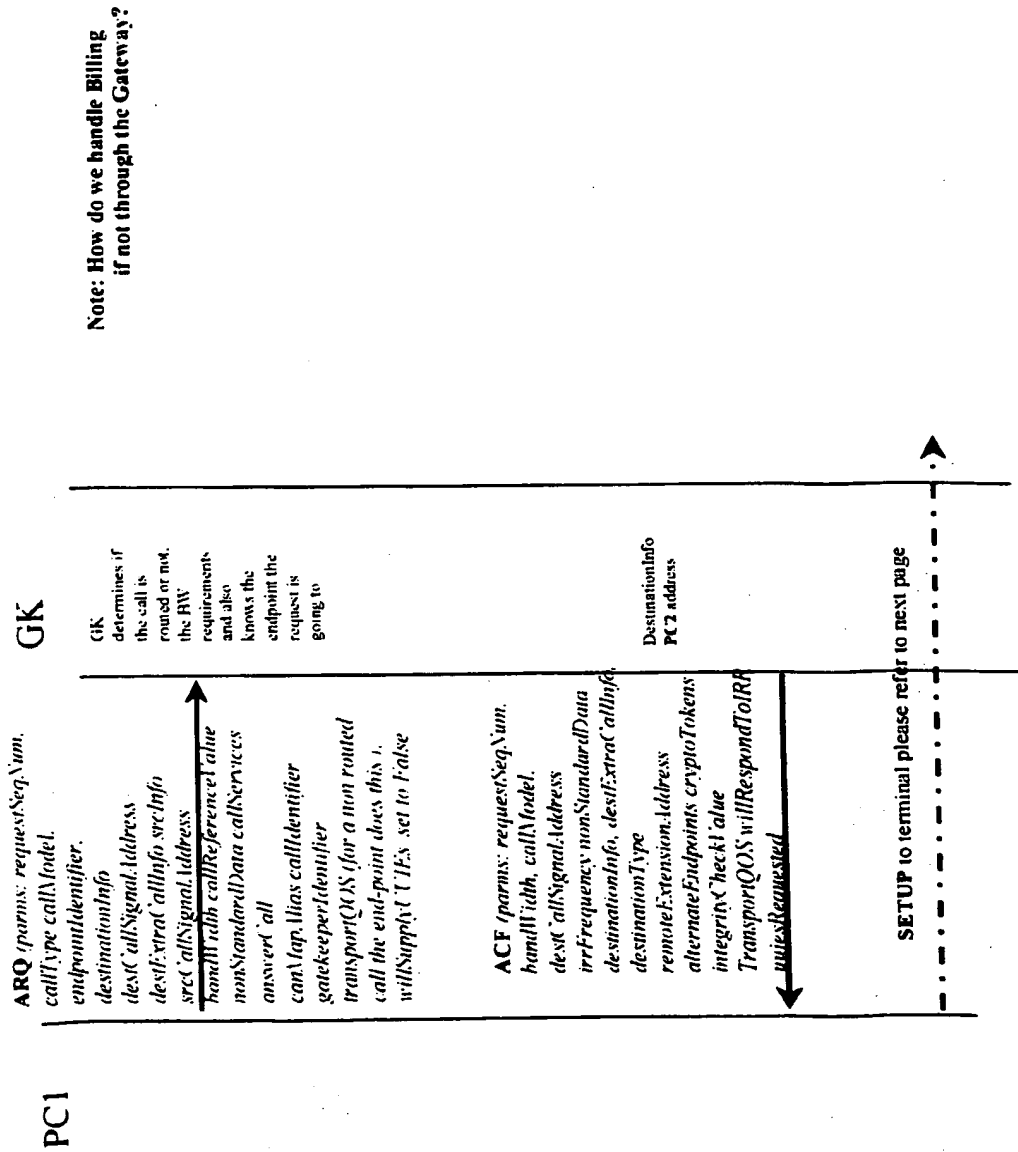 PC1
GK
Note: How do we handle Billing
if not through the Gateway?
ARQ (parms: requestSeqNum,
callType callModel,
endpointIdentifier,
destinationInfo
destCallSignalAddress
destExtraCallInfo srcInfo
srcCallSignalAddress
bandWidth callReferenceValue
nonStandardData callServices
answerCall
canMapAlias callIdentifier
gatekeeperIdentifier
transportQOS (for a non routed
call the end-point does this ),
willSupplyUUIEs set to False
GK
determines if
the call is
routed or not,
the BW
requirements
and also
knows the
endpoint the
request is
going to
ACF (parms: requestSeqNum,
bandWidth, callModel,
destCallSignalAddress
irrFrequency nonStandardData
destinationInfo, destExtraCallInfo,
destinationType
remoteExtensionAddress
alternateEndpoints cryptoTokens
integrityCheckValue
TransportQOS willRespondToIRR
uuiesRequested
DestinationInfo
PC2 address
SETUP to terminal please refer to next page